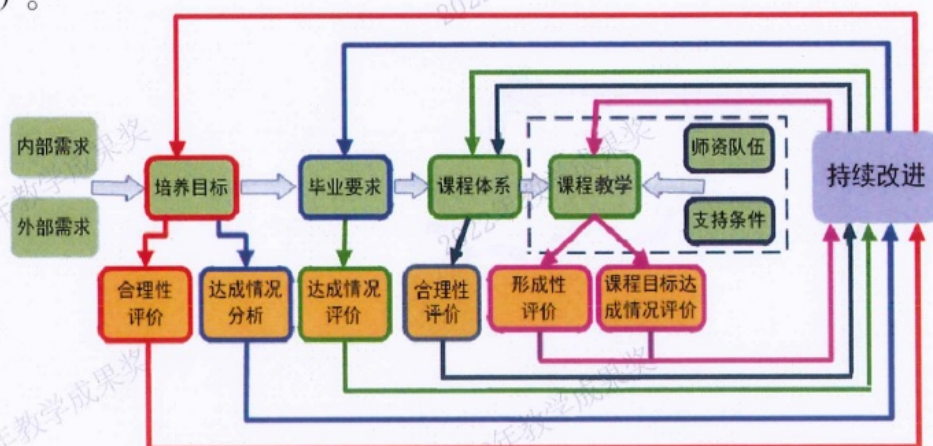 ）。
内部需求
外部需求
培养目标
毕业要求
课程体系
课程教学
师资队伍
支持条件
持续改进
合理性
评价
达成情况
分析
达成情况
评价
合理性
评价
形成性
评价
课程目标达
成情况评价